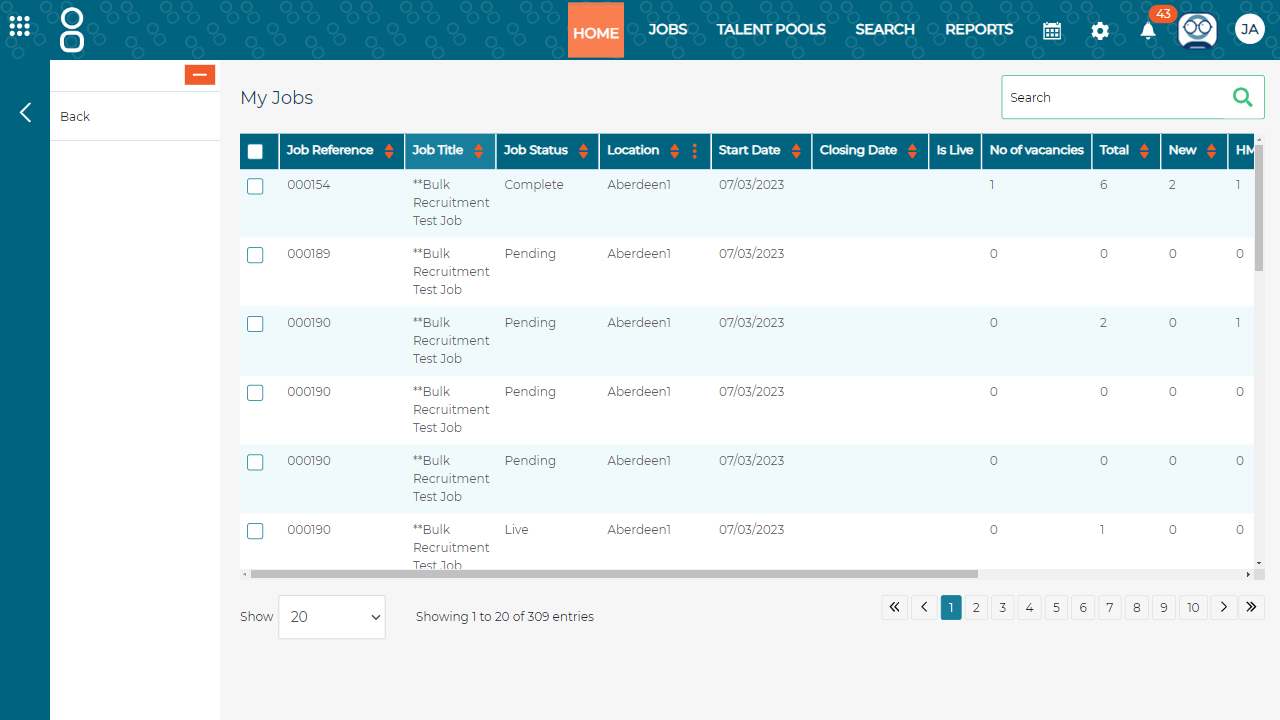 HOME JOBS TALENT POOLS SEARCH REPORTS 43 JA
Back
My Jobs
Search
Job Reference Job Title Job Status Location Start Date Closing Date Is Live No of vacancies Total New HM
000154 **Bulk Complete Aberdeen1 07/03/2023 1 6 2 1
Recruitment
Test Job
000189 **Bulk Pending Aberdeen1 07/03/2023 0 0 0 0
Recruitment
Test Job
000190 **Bulk Pending Aberdeen1 07/03/2023 0 2 0 1
Recruitment
Test Job
000190 **Bulk Pending Aberdeen1 07/03/2023 0 0 0 0
Recruitment
Test Job
000190 **Bulk Pending Aberdeen1 07/03/2023 0 0 0 0
Recruitment
Test Job
000190 **Bulk Live Aberdeen1 07/03/2023 0 1 0 0
Recruitment
Test Job
Show 20 Showing 1 to 20 of 309 entries 1 2 3 4 5 6 7 8 9 10